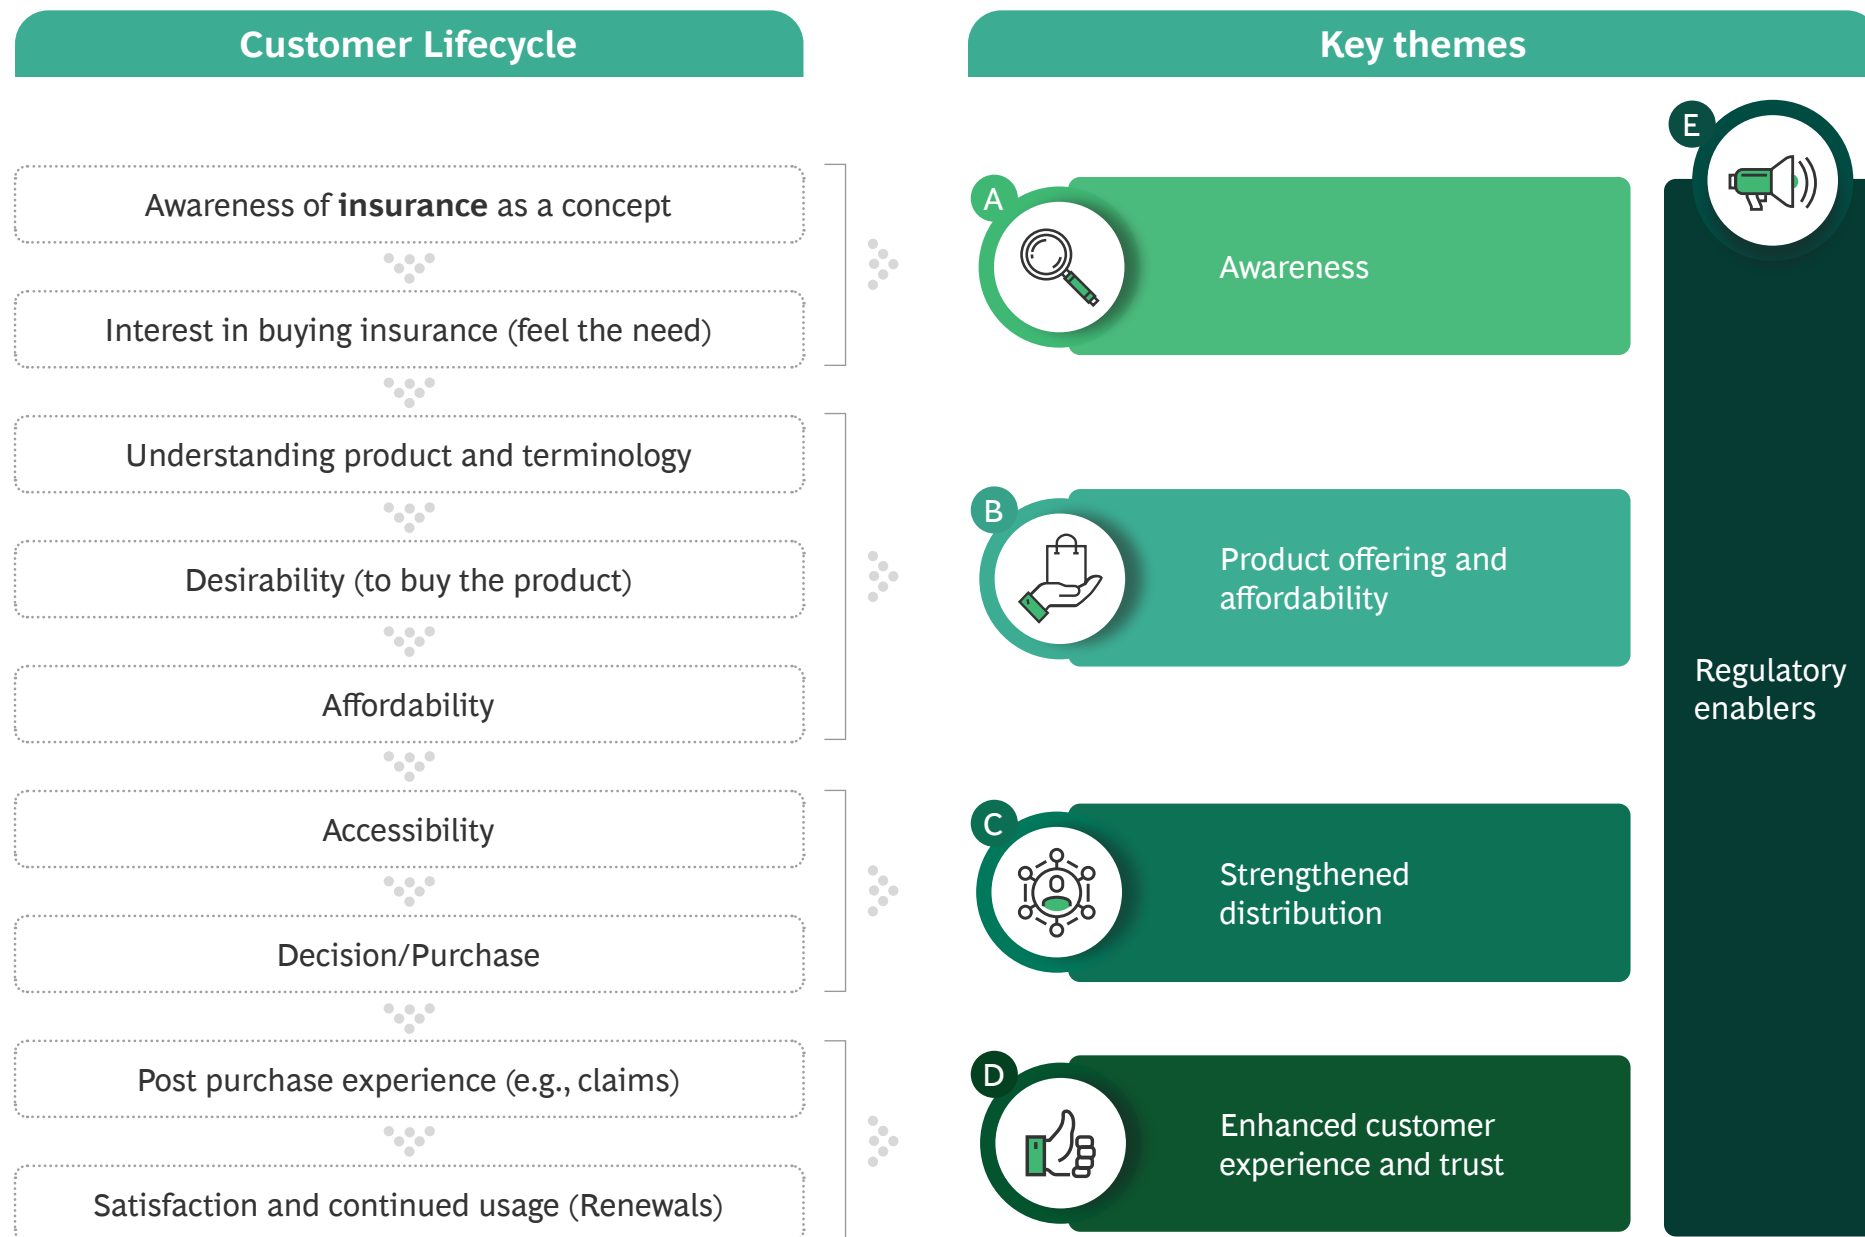 Customer Lifecycle
Awareness of insurance as a concept
Interest in buying insurance (feel the need)
Understanding product and terminology
Desirability (to buy the product)
Affordability
Accessibility
Decision/Purchase
Post purchase experience (e.g., claims)
Satisfaction and continued usage (Renewals)
Key themes
A
Awareness
B
Product offering and
affordability
C
Strengthened
distribution
D
Enhanced customer
experience and trust
E
Regulatory
enablers